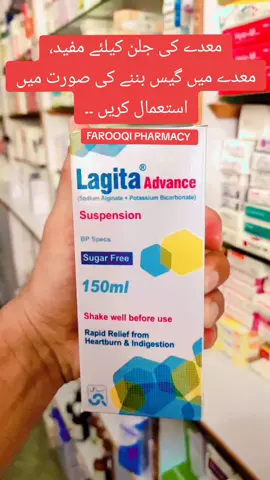 معدے کی جلن کیلئے مفید،
معدے میں گیس بننے کی صورت میں
استعمال کریں ۔۔
FAROOQI PHARMACY
Lagita® Advance
(Sodium Alginate + Potassium Bicarbonate)
Suspension
BP Specs
Sugar Free
150ml
Shake well before use
Rapid Relief from
Heartburn & Indigestion